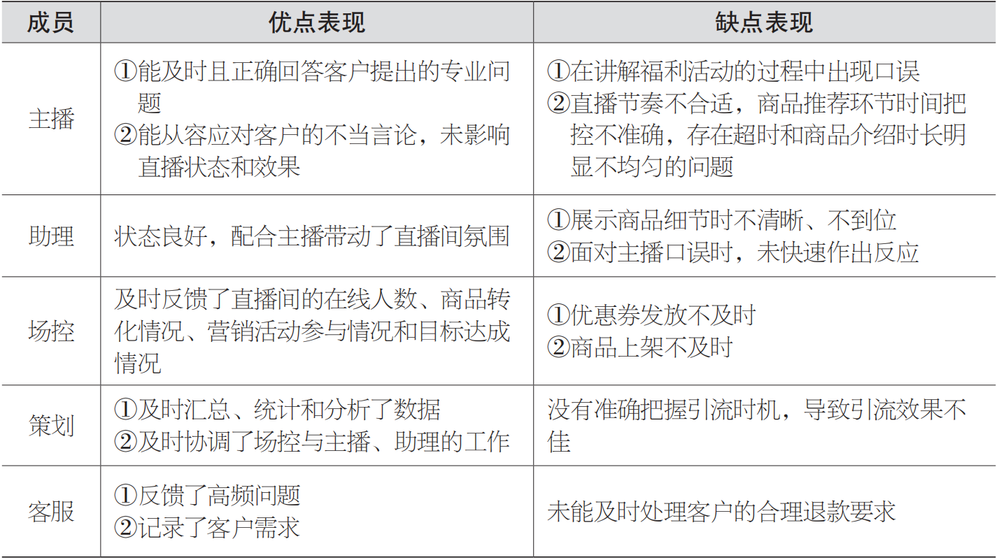 成员 优点表现 缺点表现
主播
①能及时且正确回答客户提出的专业问
题
②能从容应对客户的不当言论，未影响
直播状态和效果
①在讲解福利活动的过程中出现口误
②直播节奏不合适，商品推荐环节时间把
控不准确，存在超时和商品介绍时长明
显不均匀的问题
助理
状态良好，配合主播带动了直播间氛围
①展示商品细节时不清晰、不到位
②面对主播口误时，未快速作出反应
场控
及时反馈了直播间的在线人数、商品转
化情况、营销活动参与情况和目标达成
情况
①优惠券发放不及时
②商品上架不及时
策划
①及时汇总、统计和分析了数据
②及时协调了场控与主播、助理的工作
没有准确把握引流时机，导致引流效果不
佳
客服
①反馈了高频问题
②记录了客户需求
未能及时处理客户的合理退款要求